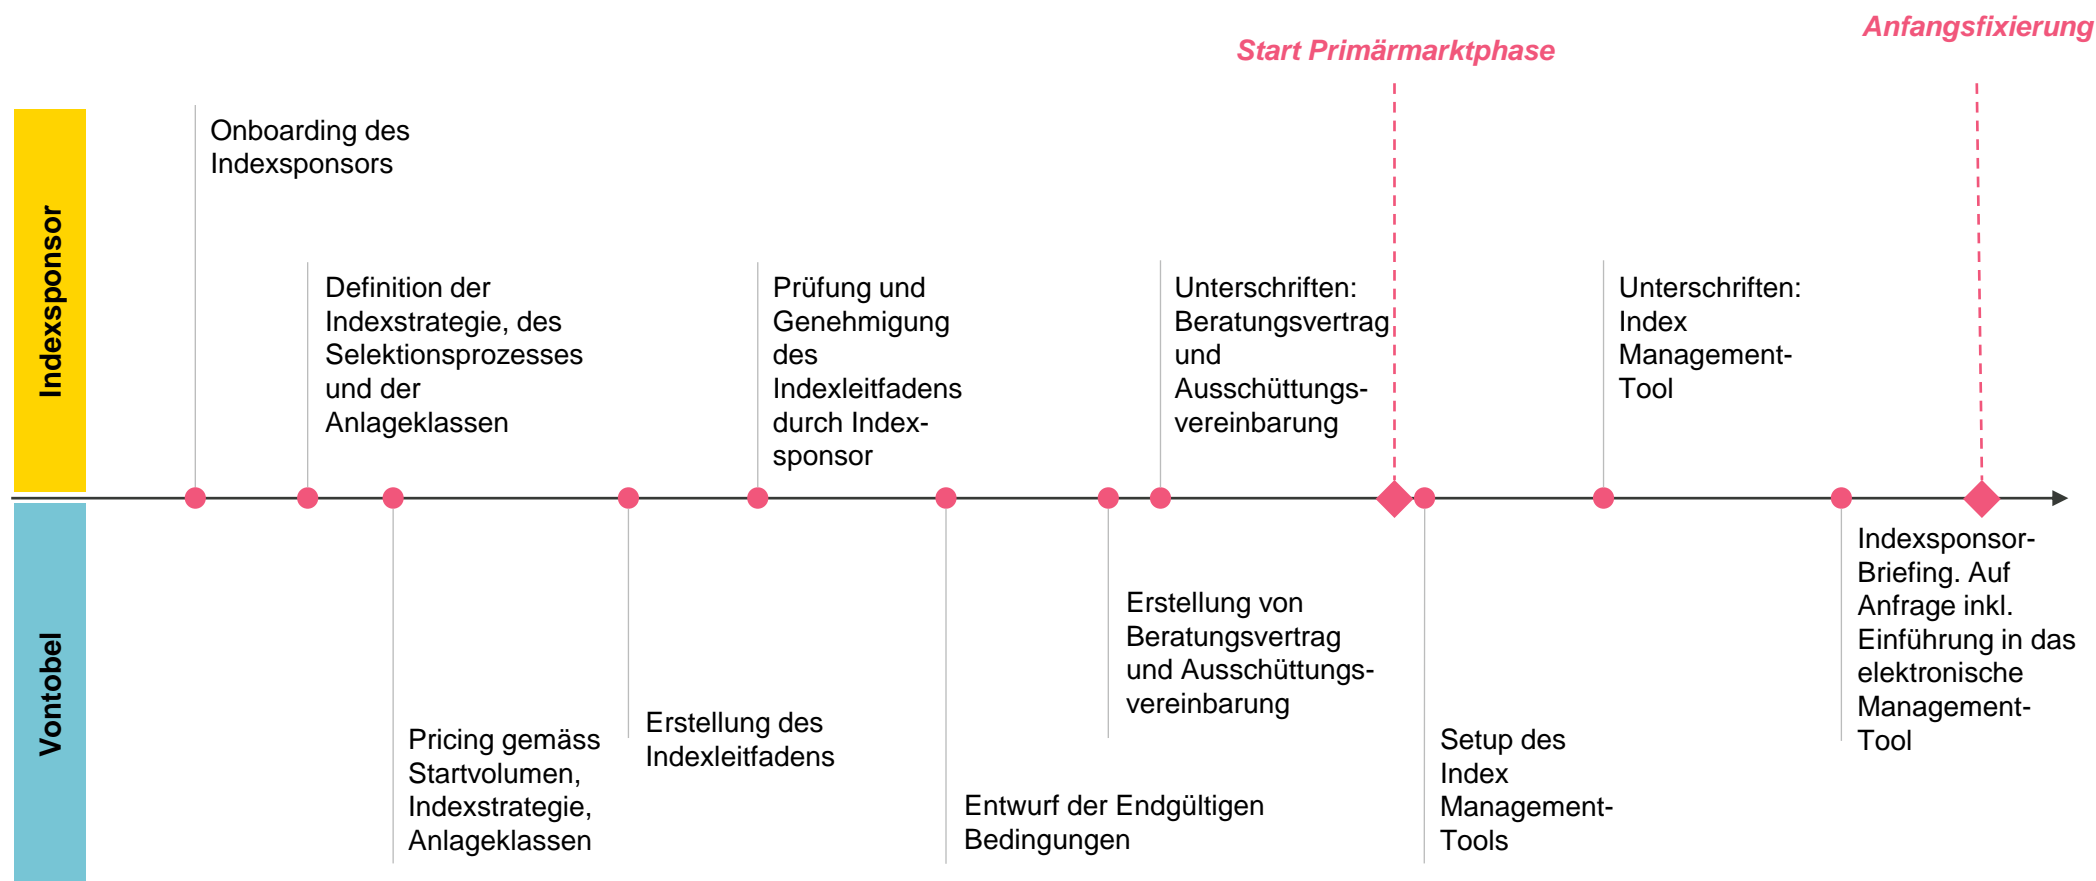 Anfangsfixierung
Start Primärmarktphase
Indexsponsor
Onboarding des
Indexsponsors
Definition der
Indexstrategie, des
Selektionsprozesses
und der
Anlageklassen
Prüfung und
Genehmigung
des
Indexleitfadens
durch Index-
sponsor
Unterschriften:
Beratungsvertrag
und
Ausschüttungs-
vereinbarung
Unterschriften:
Index
Management-
Tool
Vontobel
Pricing gemäss
Startvolumen,
Indexstrategie,
Anlageklassen
Erstellung des
Indexleitfadens
Entwurf der Endgültigen
Bedingungen
Erstellung von
Beratungsvertrag
und Ausschüttungs-
vereinbarung
Setup des
Index
Management-
Tools
Indexsponsor-
Briefing. Auf
Anfrage inkl.
Einführung in das
elektronische
Management-
Tool